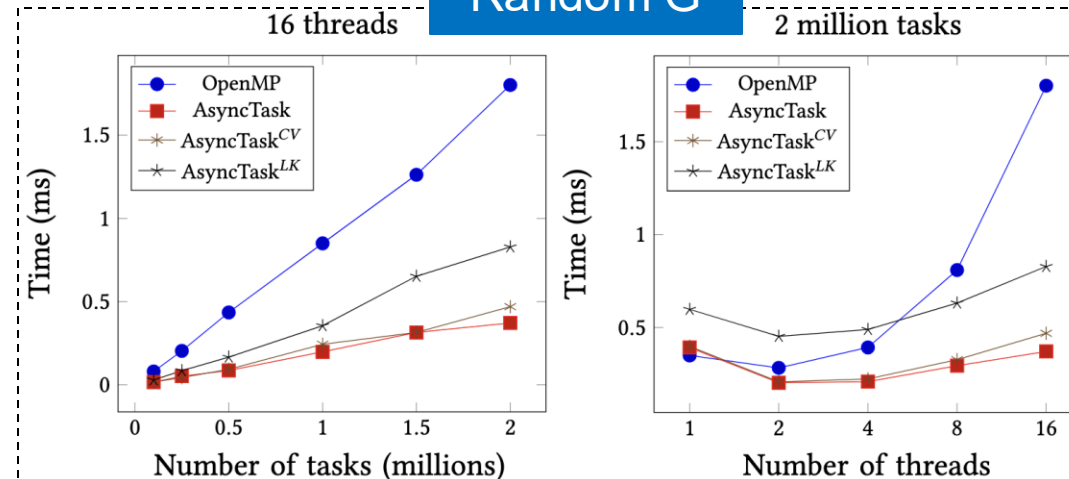 Random G
16 threads
OpenMP
AsyncTask
AsyncTask^CV
AsyncTask^LK
Time (ms)
1.5
1
0.5
0
0 0.5 1 1.5 2
Number of tasks (millions)
2 million tasks
OpenMP
AsyncTask
AsyncTask^CV
AsyncTask^LK
Time (ms)
1.5
1
0.5
1 2 4 8 16
Number of threads